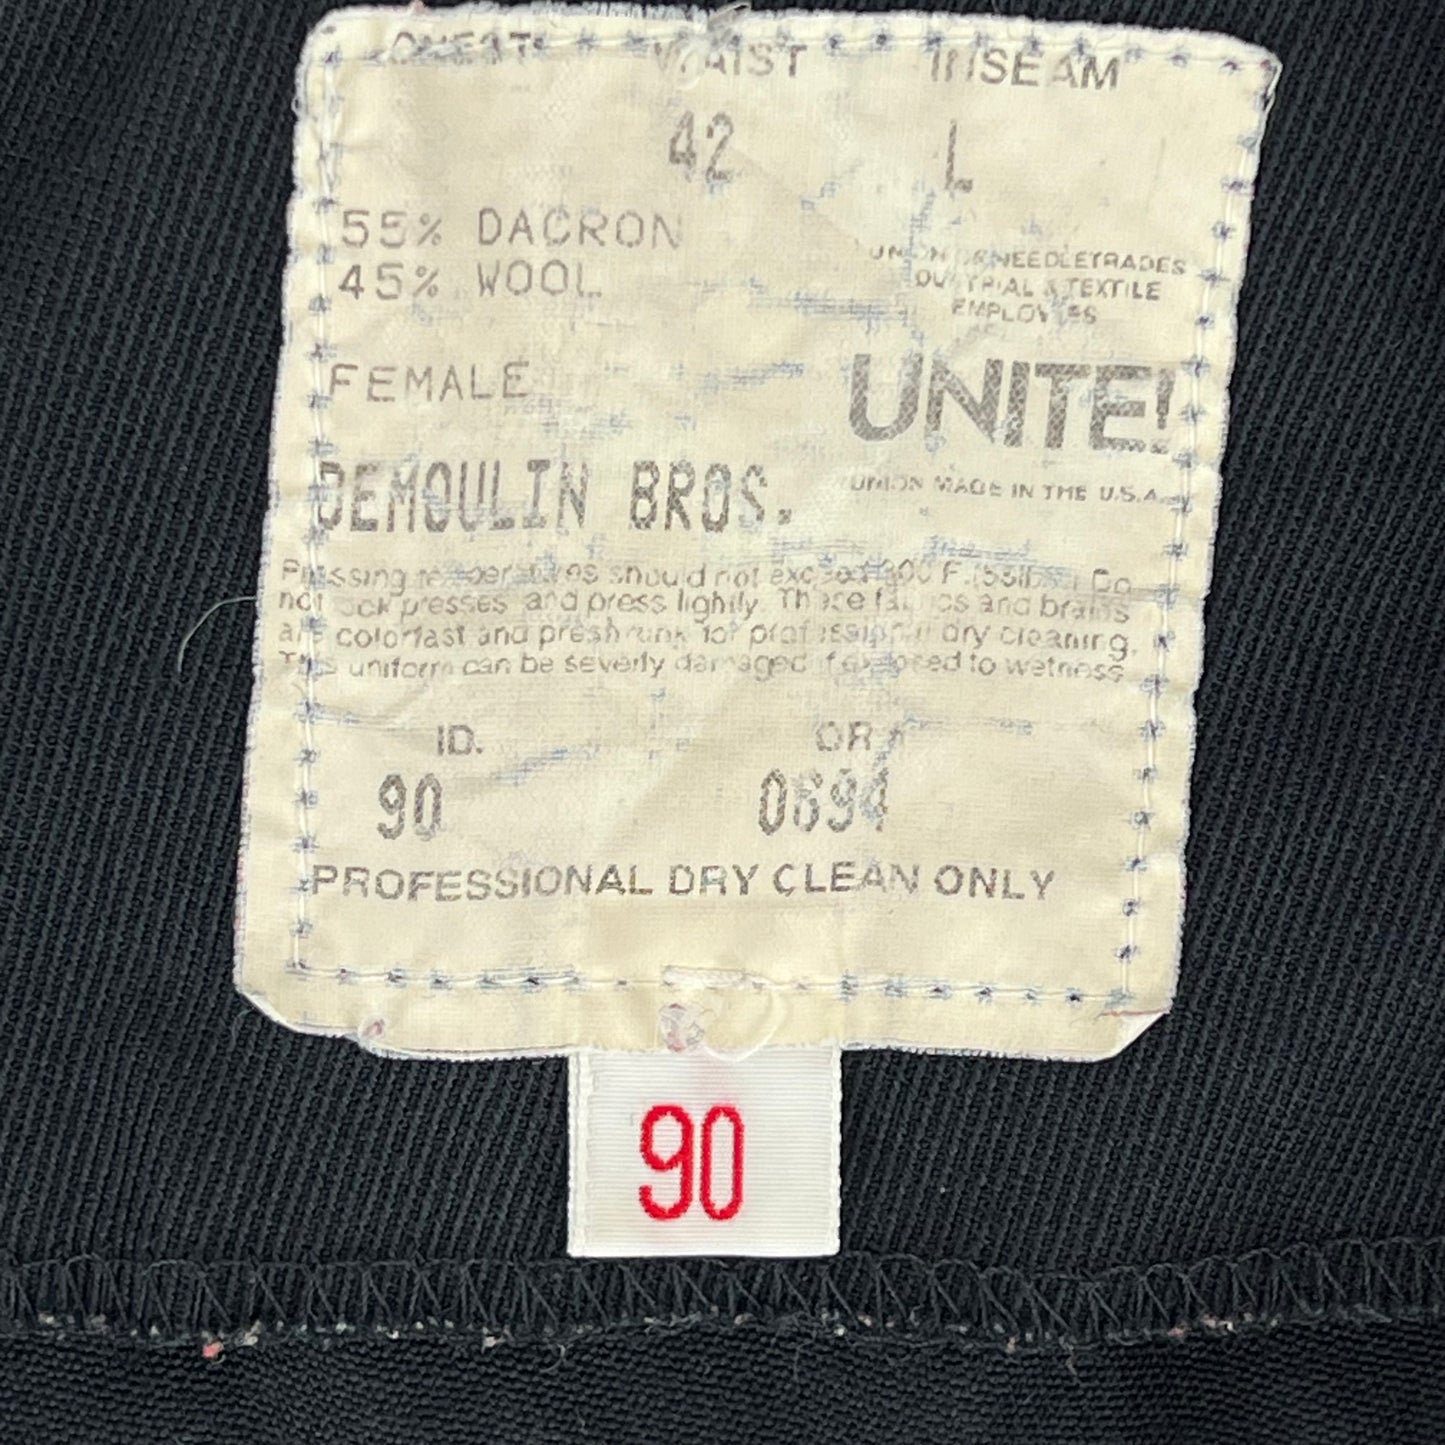 CHEST WAIST INSEAM
42 L
55% DACRON
45% WOOL
UNION OF NEEDLETRADES
INDUSTRIAL & TEXTILE
EMPLOYEES
FEMALE
UNITE!
DEMOULIN BROS.
UNION MADE IN THE U.S.A.
Pressing temperatures should not exceed 300 F. Do
not lock presses and press lightly. These fabrics and braids
are colorfast and preshrunk for professional dry cleaning.
This uniform can be severly damaged if exposed to wetness
ID.
90 0694
PROFESSIONAL DRY CLEAN ONLY
90